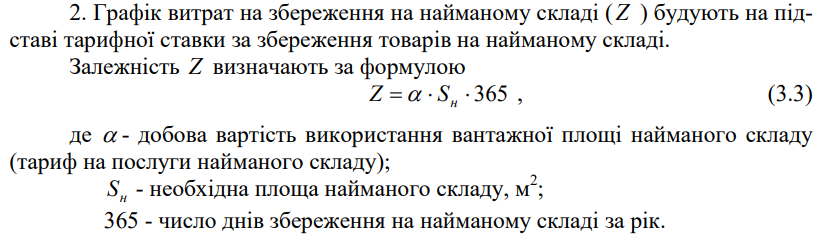 2. Графік витрат на збереження на найманому складі ( Z ) будують на під-
ставі тарифної ставки за збереження товарів на найманому складі.
Залежність Z визначають за формулою
Z = α · Sн · 365 , (3.3)
де α - добова вартість використання вантажної площі найманого складу
(тариф на послуги найманого складу);
Sн - необхідна площа найманого складу, м²;
365 - число днів збереження на найманому складі за рік.